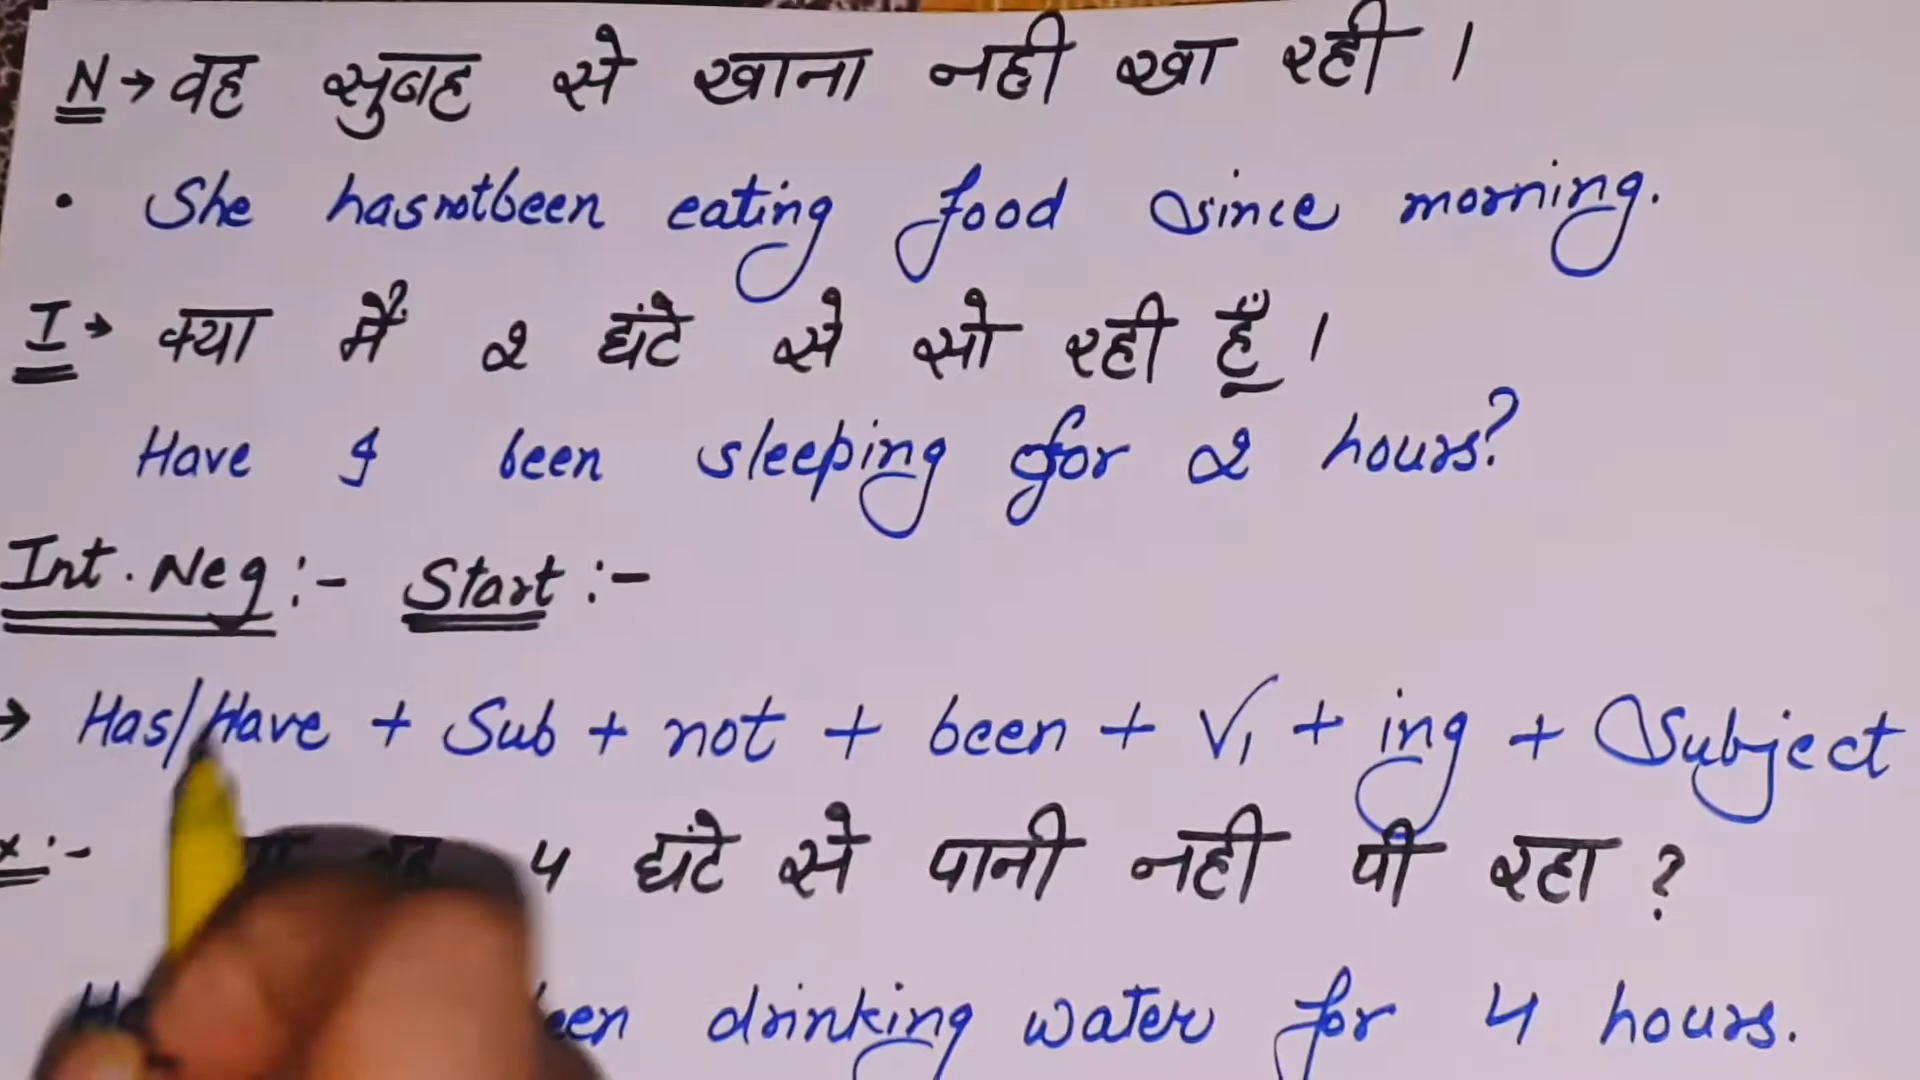 N → वह सुबह से खाना नही खा रही ।
• She hasnotbeen eating food since morning.
I → क्या मैं 2 घंटे से सो रही हूँ ।
Have I been sleeping for 2 hours?
Int. Neg :- Start :-
→ Has/Have + Sub + not + been + V1 + ing + Subject
4 घंटे से पानी नही पी रहा ?
drinking water for 4 hours.